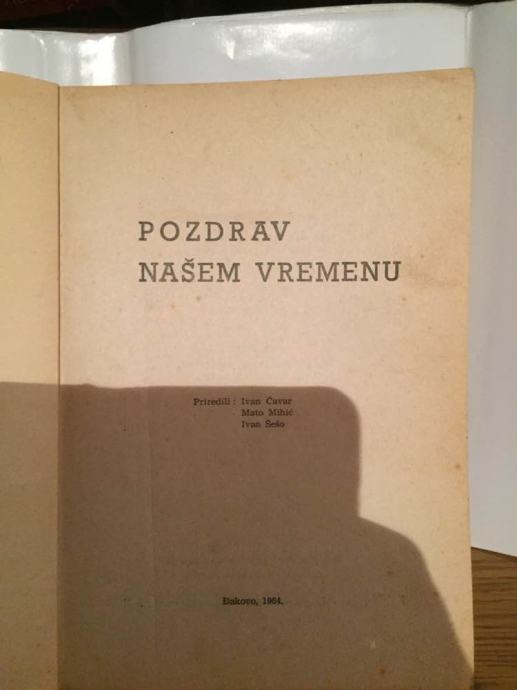 POZDRAV
NAŠEM VREMENU
Priredili : Ivan Čavar
Mato Mihić
Ivan Šešo
Đakovo, 1964.